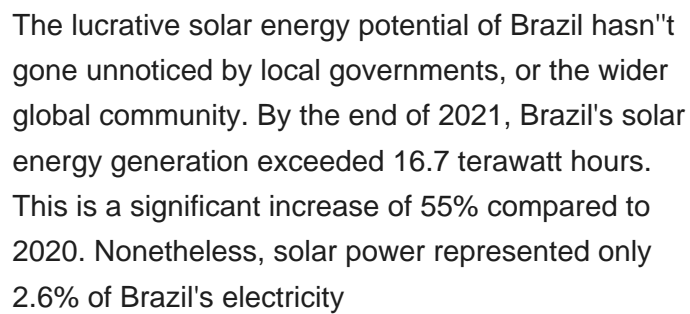 The lucrative solar energy potential of Brazil hasn''t
gone unnoticed by local governments, or the wider
global community. By the end of 2021, Brazil's solar
energy generation exceeded 16.7 terawatt hours.
This is a significant increase of 55% compared to
2020. Nonetheless, solar power represented only
2.6% of Brazil's electricity